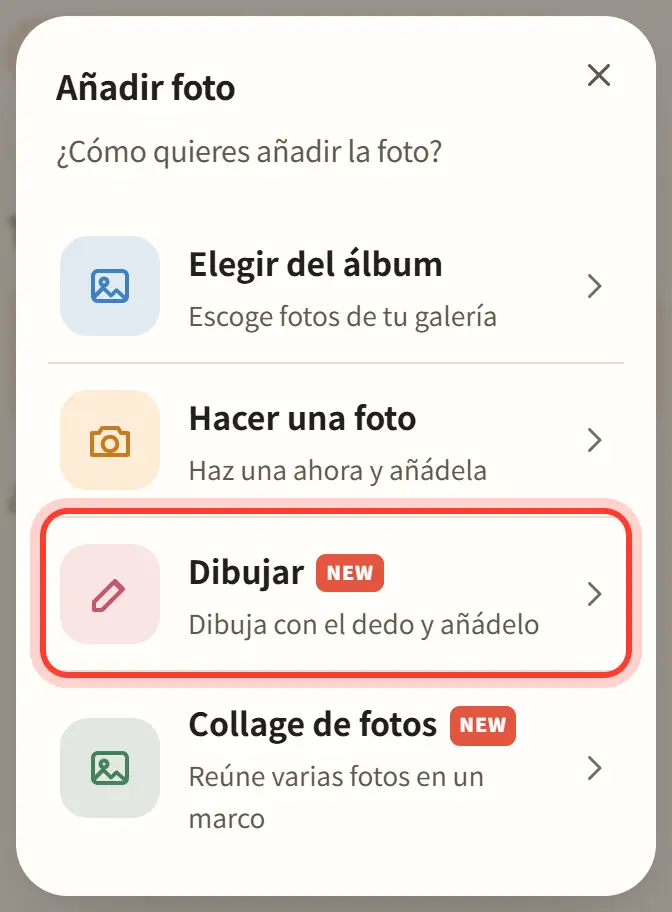 Añadir foto
¿Cómo quieres añadir la foto?
Elegir del álbum
Escoge fotos de tu galería
Hacer una foto
Haz una ahora y añádela
Dibujar NEW
Dibuja con el dedo y añádelo
Collage de fotos NEW
Reúne varias fotos en un
marco